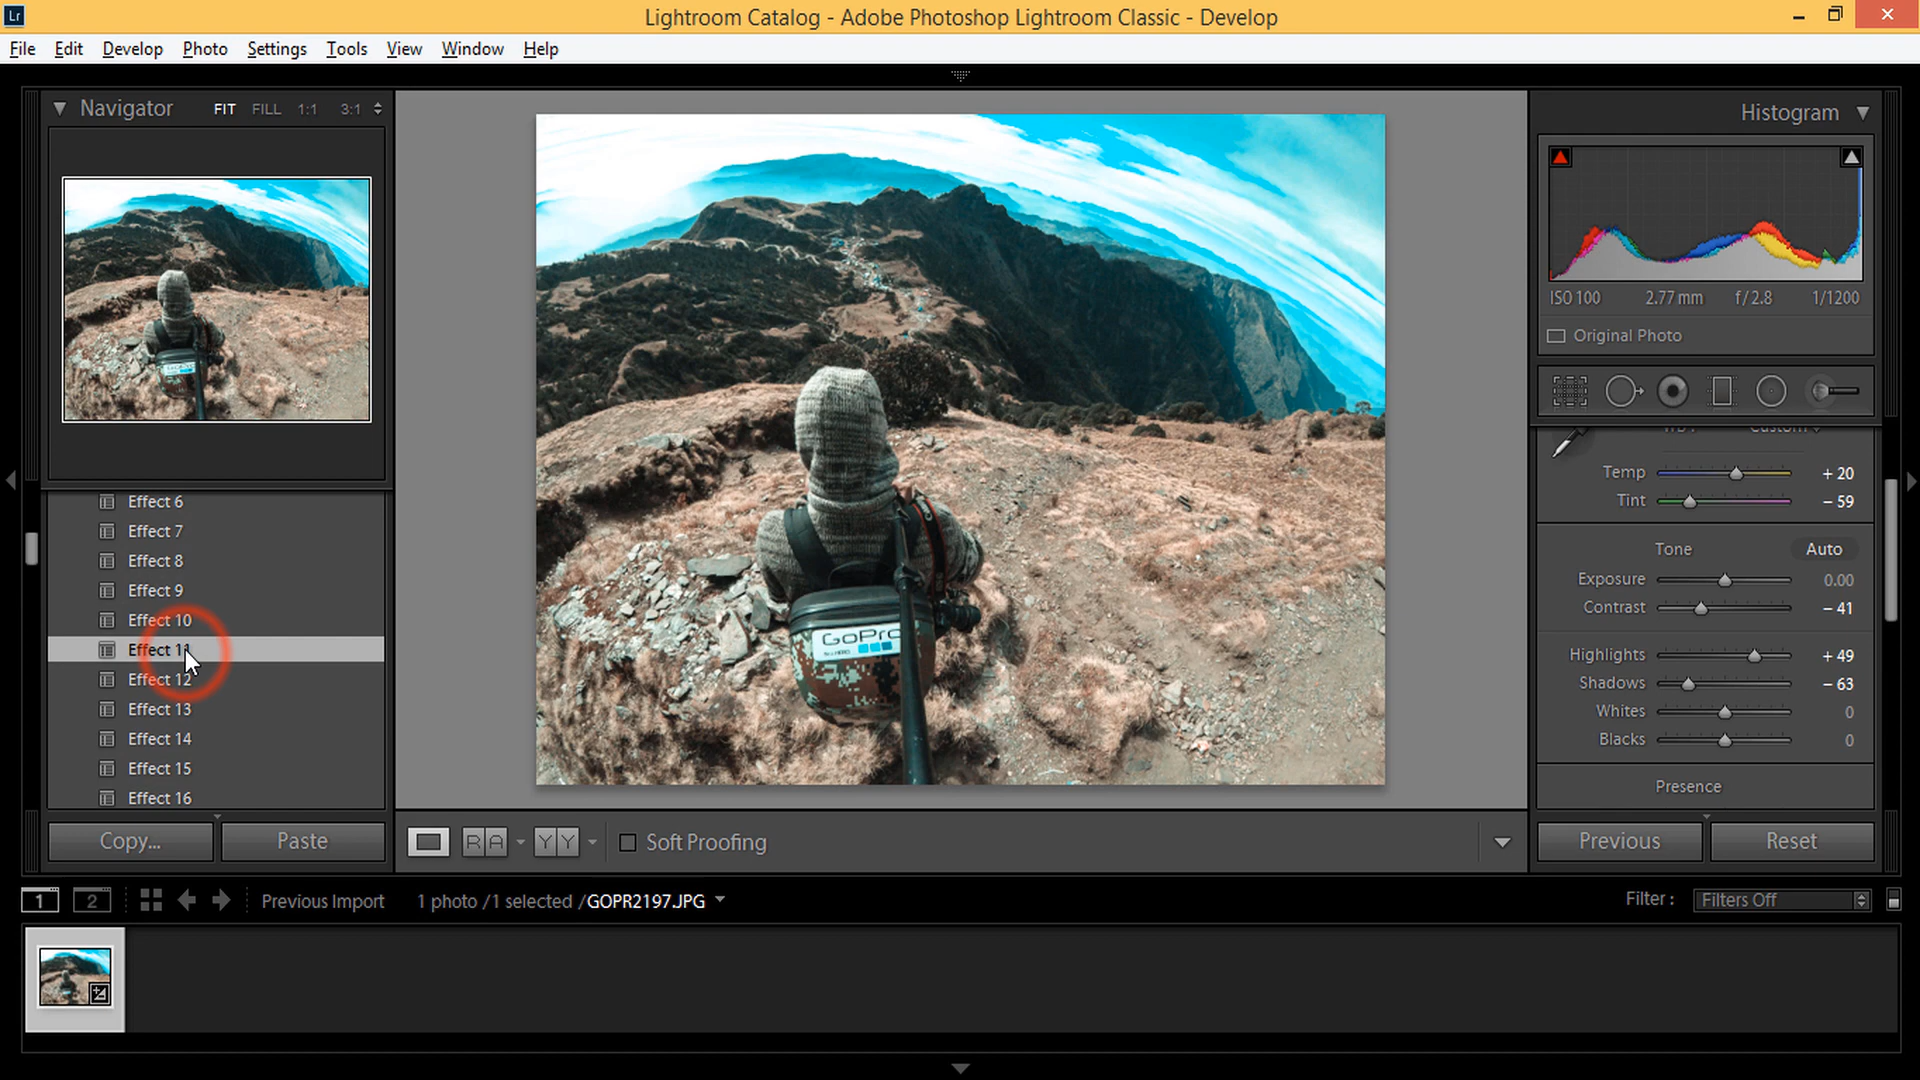 Lr
Lightroom Catalog - Adobe Photoshop Lightroom Classic - Develop
File Edit Develop Photo Settings Tools View Window Help
Navigator FIT FILL 1:1 3:1
Histogram
ISO 100 2.77 mm f / 2.8 1/1200
Original Photo
Custom
Temp + 20
Tint – 59
Tone Auto
Exposure 0.00
Contrast – 41
Highlights + 49
Shadows – 63
Whites 0
Blacks 0
Presence
Effect 6
Effect 7
Effect 8
Effect 9
Effect 10
Effect 11
Effect 12
Effect 13
Effect 14
Effect 15
Effect 16
GoPro
Copy... Paste
R A Y Y Soft Proofing
Previous Reset
1 2 Previous Import 1 photo /1 selected /GOPR2197.JPG
Filter : Filters Off